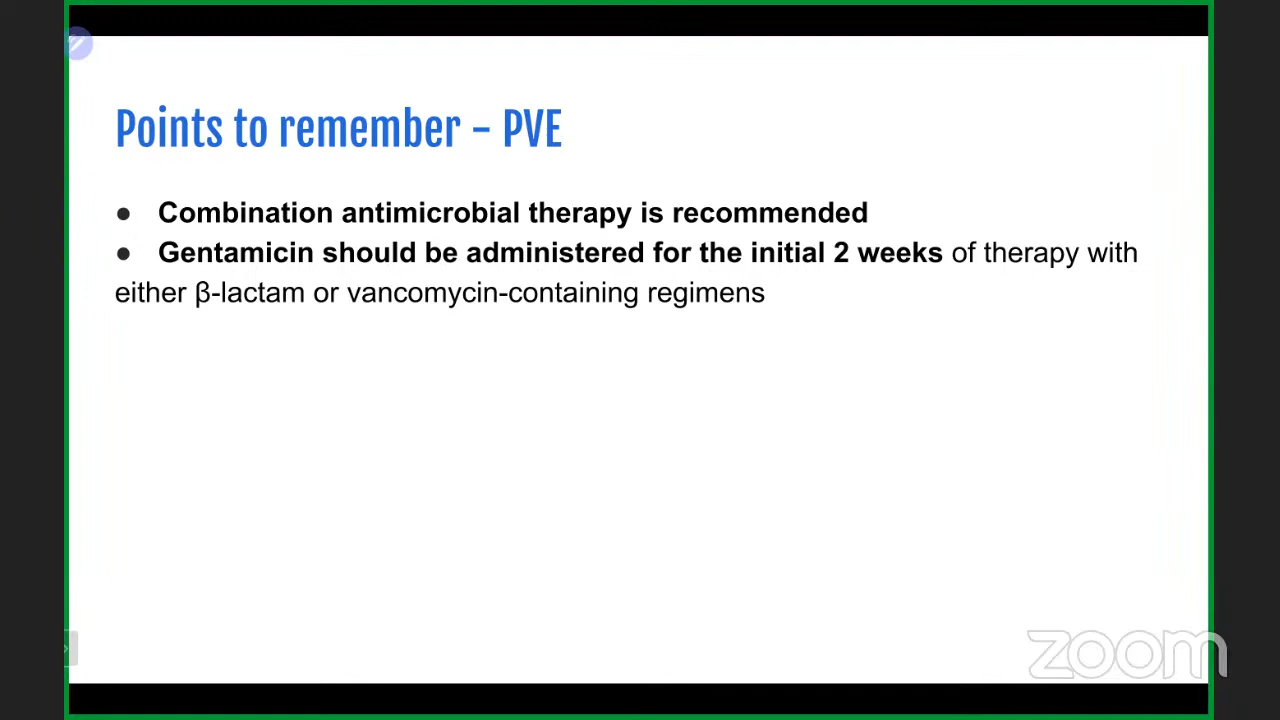 Points to remember – PVE
● Combination antimicrobial therapy is recommended
● Gentamicin should be administered for the initial 2 weeks of therapy with
either β-lactam or vancomycin-containing regimens
zoom